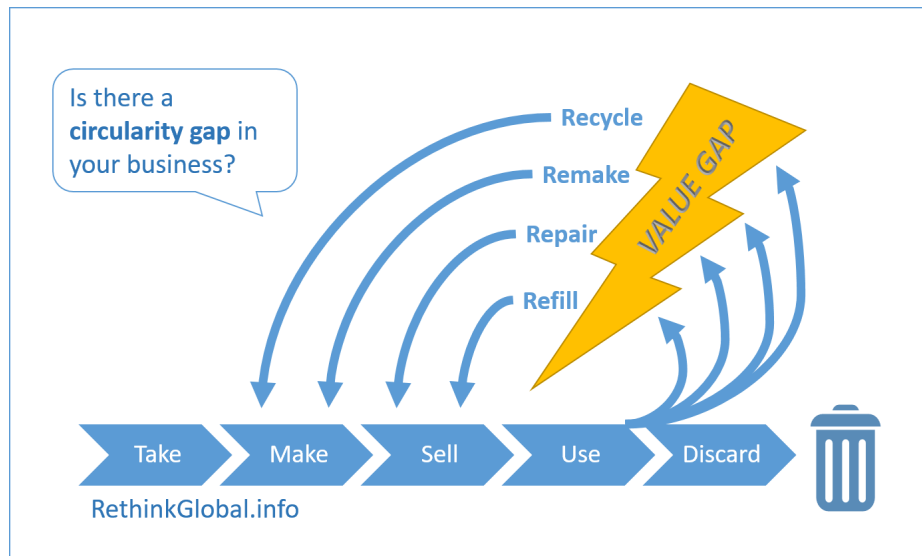 Is there a
circularity gap in
your business?
Recycle
Remake
Repair
Refill
VALUE GAP
Take
Make
Sell
Use
Discard
RethinkGlobal.info